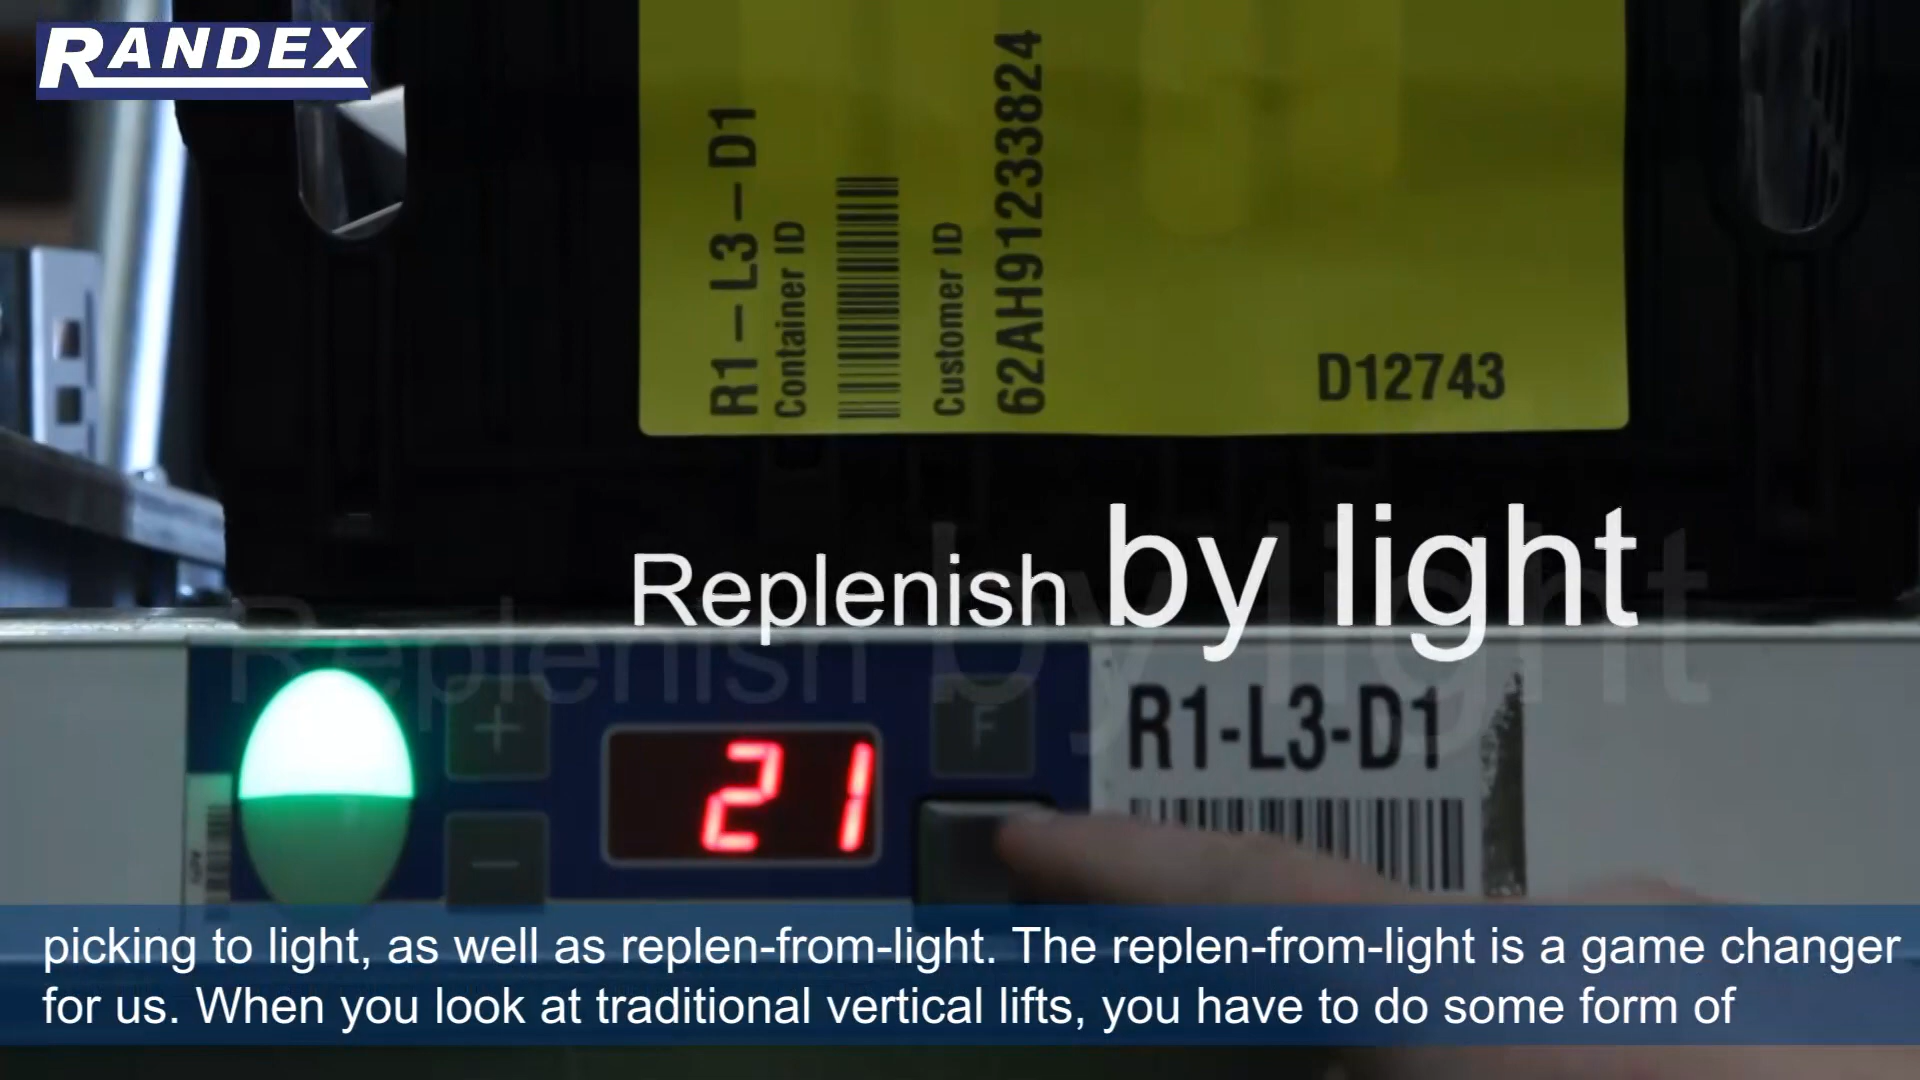 RANDEX
R1-L3-D1
Container ID
Customer ID
62AH91233824
D12743
Replenish by light
+
F
21
R1-L3-D1
-
picking to light, as well as replen-from-light. The replen-from-light is a game changer
for us. When you look at traditional vertical lifts, you have to do some form of